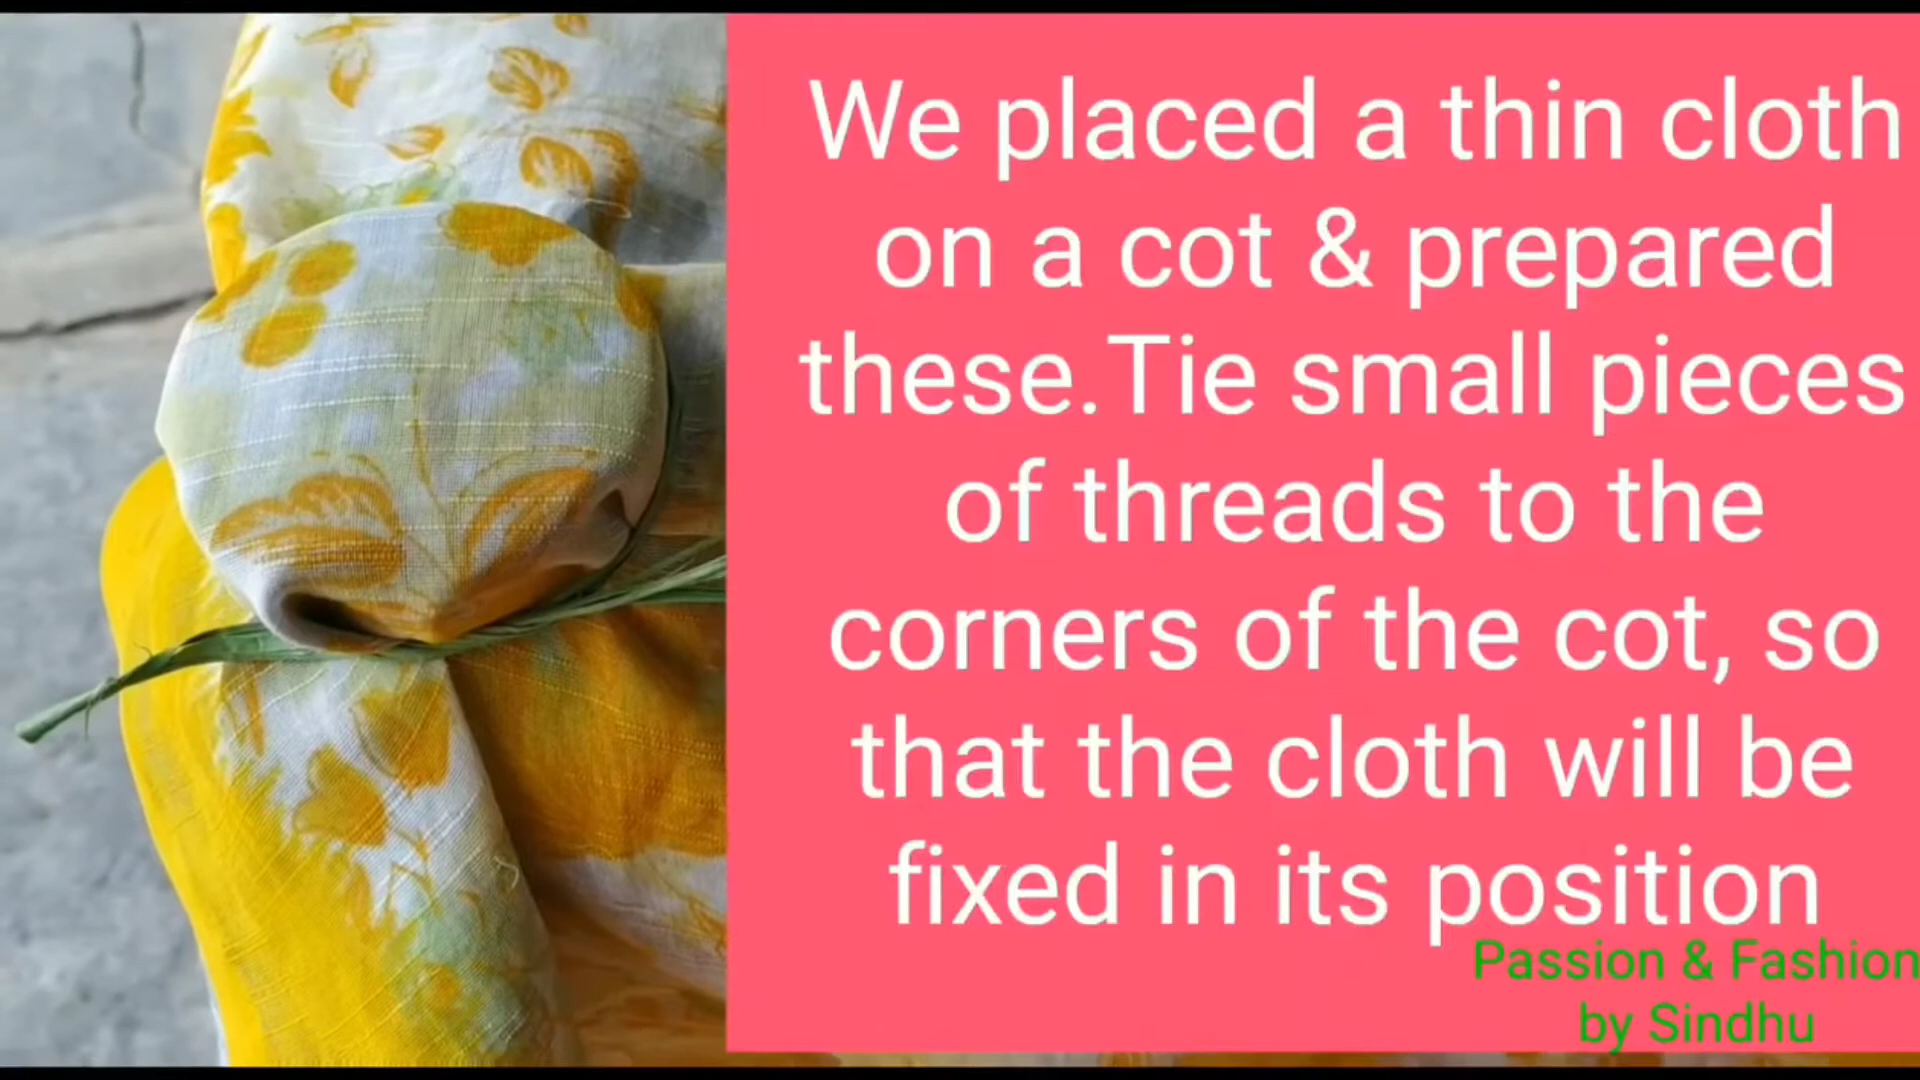 We placed a thin cloth
on a cot & prepared
these.Tie small pieces
of threads to the
corners of the cot, so
that the cloth will be
fixed in its position
Passion & Fashion
by Sindhu